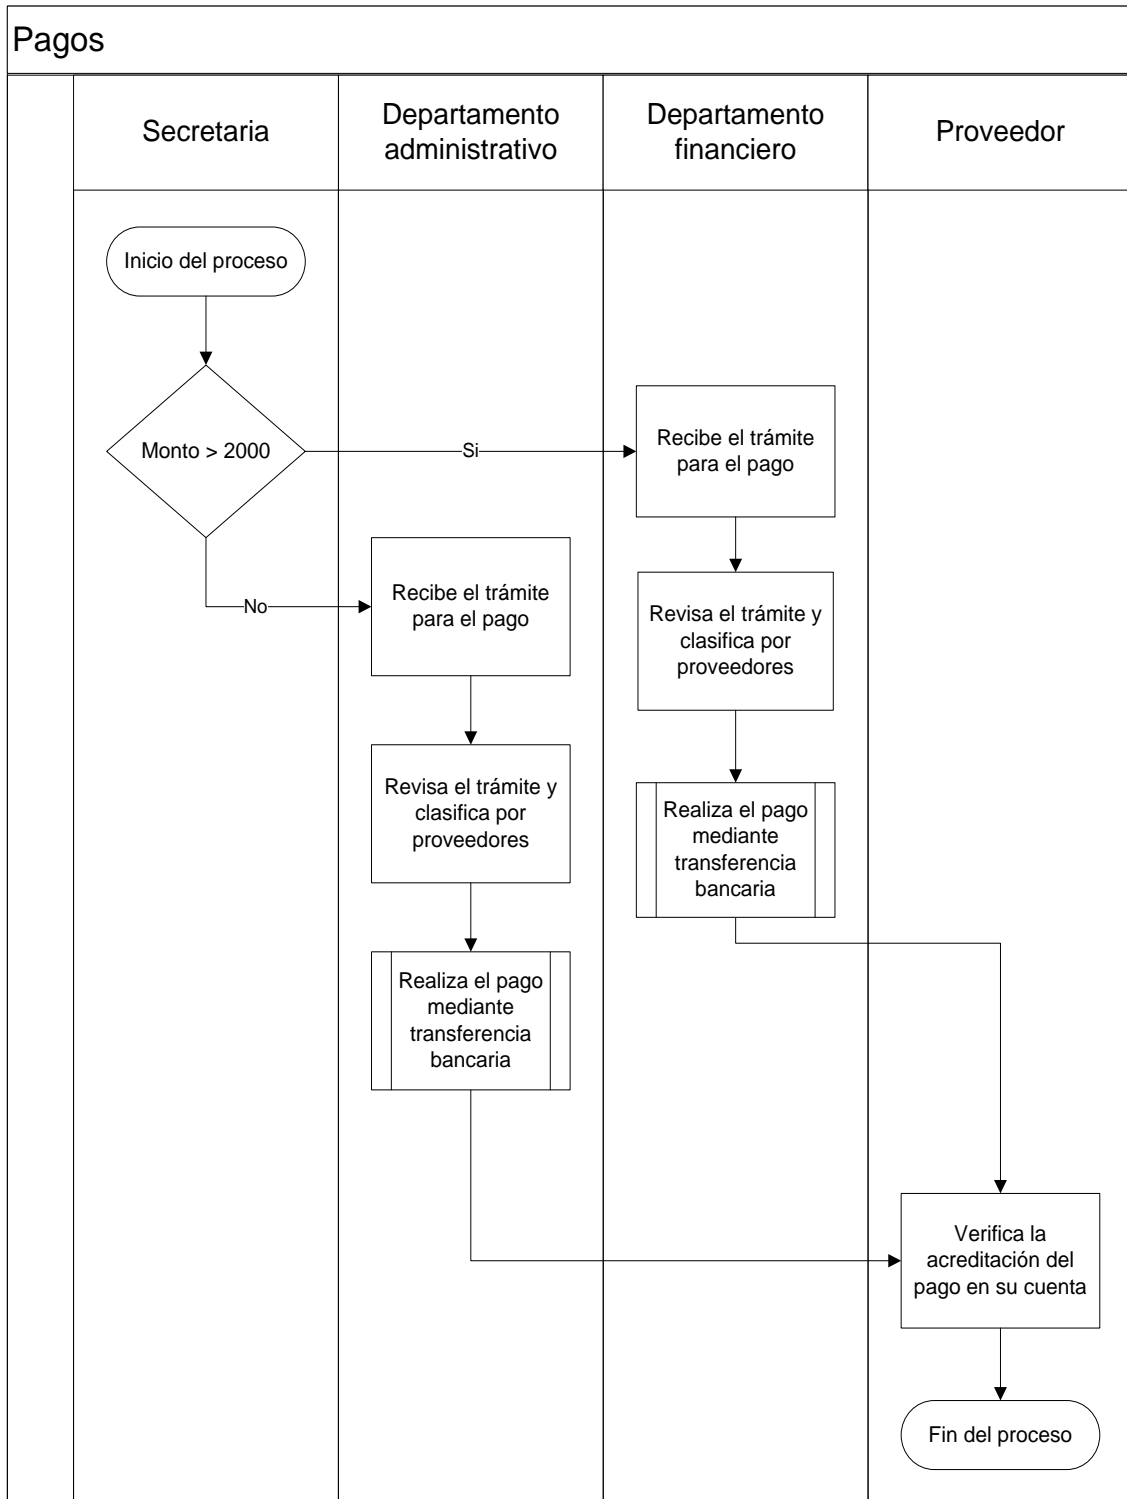 Pagos
Secretaria
Departamento
administrativo
Departamento
financiero
Proveedor
Inicio del proceso
Monto > 2000
Si
Recibe el trámite
para el pago
No
Recibe el trámite
para el pago
Revisa el trámite y
clasifica por
proveedores
Revisa el trámite y
clasifica por
proveedores
Realiza el pago
mediante
transferencia
bancaria
Realiza el pago
mediante
transferencia
bancaria
Verifica la
acreditación del
pago en su cuenta
Fin del proceso